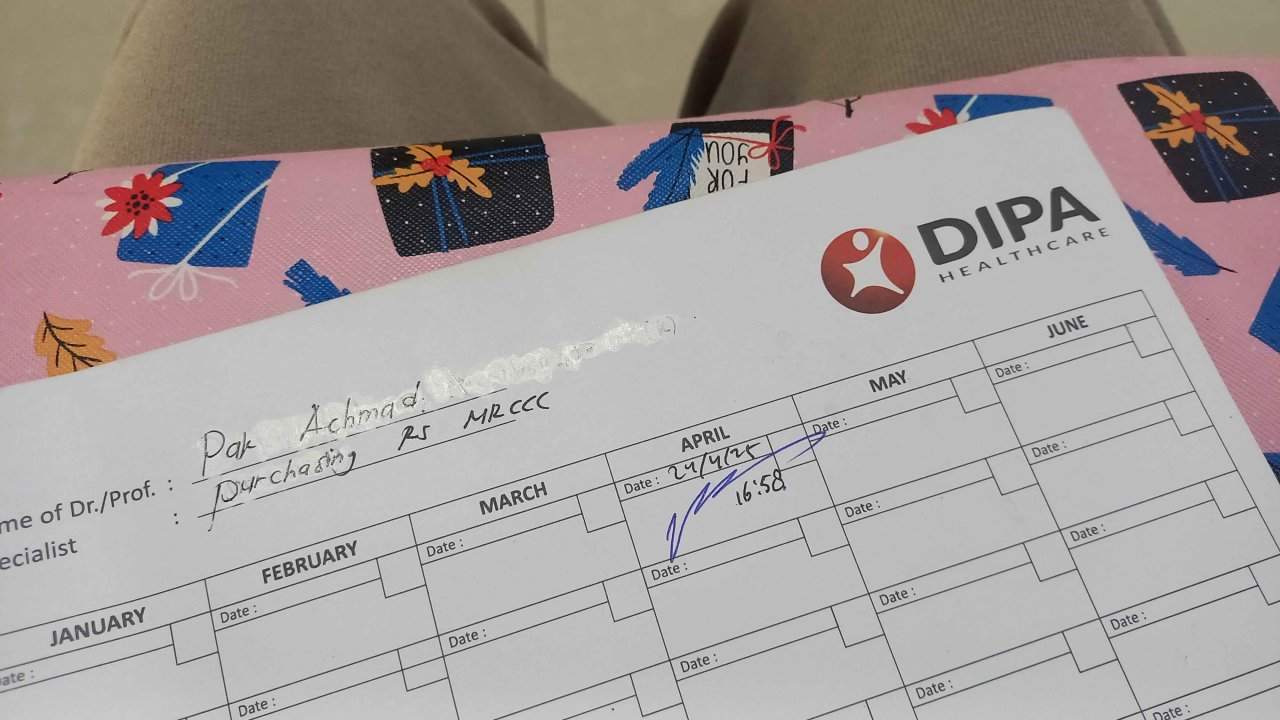 FOR
YOU
DIPA
HEALTHCARE
me of Dr./Prof. : Pak Achmad
ecialist : purchasing RS MRCCC
JANUARY
FEBRUARY
MARCH
APRIL
MAY
JUNE
ate :
Date :
Date :
Date : 24/4/25
16:58
Date :
Date :
Date :
Date :
Date :
Date :
Date :
Date :
Date :
Date :
Date :
Date :